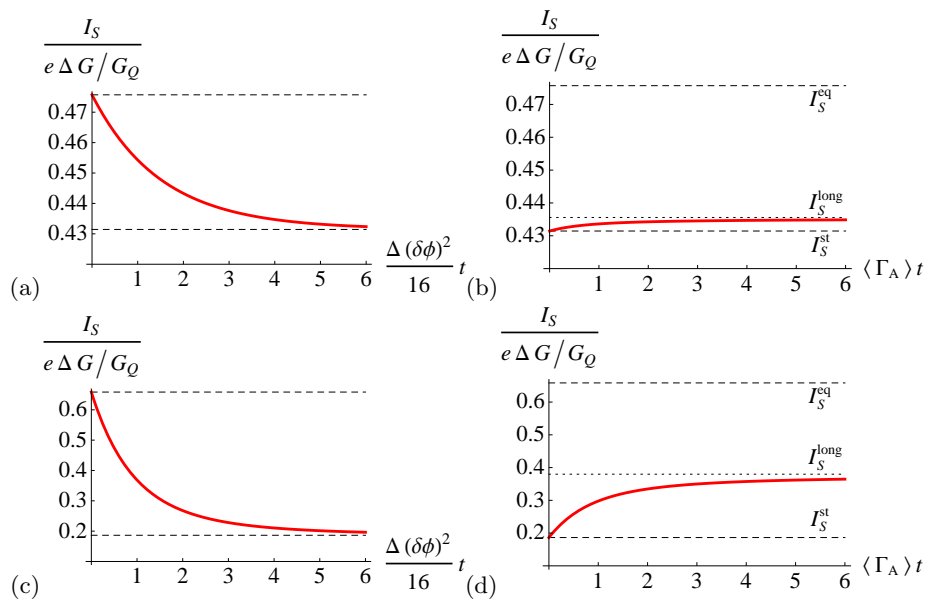 I_S
e Δ G / G_Q
0.47
0.46
0.45
0.44
0.43
1 2 3 4 5 6
Δ (δϕ)^2
16
t
(a)
I_S
e Δ G / G_Q
0.47
0.46
0.45
0.44
0.43
I_S^eq
I_S^long
I_S^st
1 2 3 4 5 6
⟨ Γ_A ⟩ t
(b)
I_S
e Δ G / G_Q
0.6
0.5
0.4
0.3
0.2
1 2 3 4 5 6
Δ (δϕ)^2
16
t
(c)
I_S
e Δ G / G_Q
0.6
0.5
0.4
0.3
0.2
I_S^eq
I_S^long
I_S^st
1 2 3 4 5 6
⟨ Γ_A ⟩ t
(d)